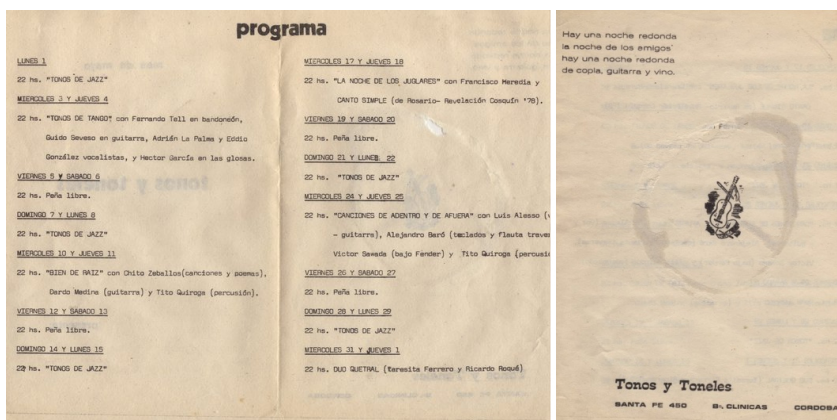 programa
LUNES 1
22 hs. "TONOS DE JAZZ"
MIERCOLES 3 Y JUEVES 4
22 hs. "TONOS DE TANGO" con Fernando Tell en bandoneón,
Guido Seveso en guitarra, Adrián La Palma y Eddio
González vocalistas, y Hector García en las glosas.
VIERNES 5 Y SABADO 6
22 hs. Peña libre.
DOMINGO 7 Y LUNES 8
22 hs. "TONOS DE JAZZ"
MIERCOLES 10 Y JUEVES 11
22 hs. "BIEN DE RAIZ" con Chito Zeballos(canciones y poemas),
Dardo Medina (guitarra) y Tito Quiroga (percusión).
VIERNES 12 Y SABADO 13
22 hs. Peña libre.
DOMINGO 14 Y LUNES 15
22 hs. "TONOS DE JAZZ"
MIERCOLES 17 Y JUEVES 18
22 hs. "LA NOCHE DE LOS JUGLARES" con Francisco Heredia y
CANTO SIMPLE (de Rosario- Revelación Cosquín '78).
VIERNES 19 Y SABADO 20
22 hs. Peña libre.
DOMINGO 21 Y LUNES 22
22 hs. "TONOS DE JAZZ"
MIERCOLES 24 Y JUEVES 25
22 hs. "CANCIONES DE ADENTRO Y DE AFUERA" con Luis Alesso (
- guitarra), Alejandro Baró (teclados y flauta trave
Victor Saveda (bajo Fender) y Tito Quiroga (percusi
VIERNES 26 Y SABADO 27
22 hs. Peña libre.
DOMINGO 28 Y LUNES 29
22 hs. "TONOS DE JAZZ"
MIERCOLES 31 Y JUEVES 1
22 hs. DUO QUETRAL (teresita Ferrero y Ricardo Roqué)
Hay una noche redonda
la noche de los amigos
hay una noche redonda
de copla, guitarra y vino.
Tonos y Toneles
SANTA FE 450 Bº. CLINICAS CORDOBA